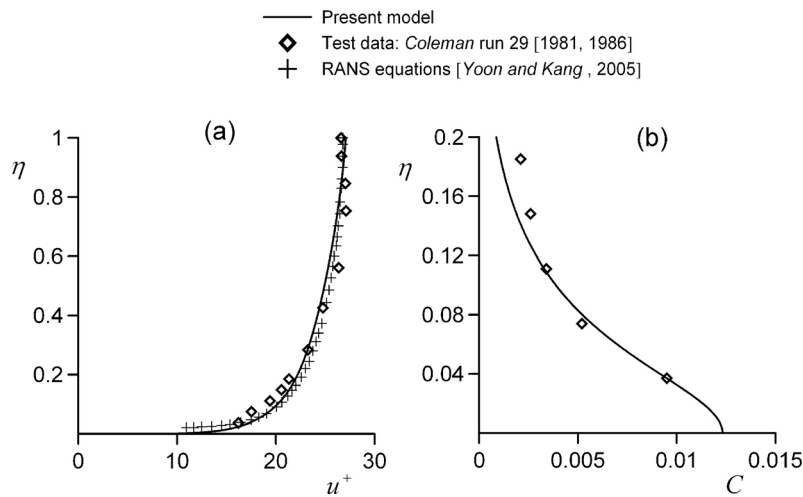 Present model
Test data: Coleman run 29 [1981, 1986]
RANS equations [Yoon and Kang , 2005]
(a)
η
1
0.8
0.6
0.4
0.2
0 10 20 30
u⁺
(b)
η
0.2
0.16
0.12
0.08
0.04
0 0.005 0.01 0.015
C